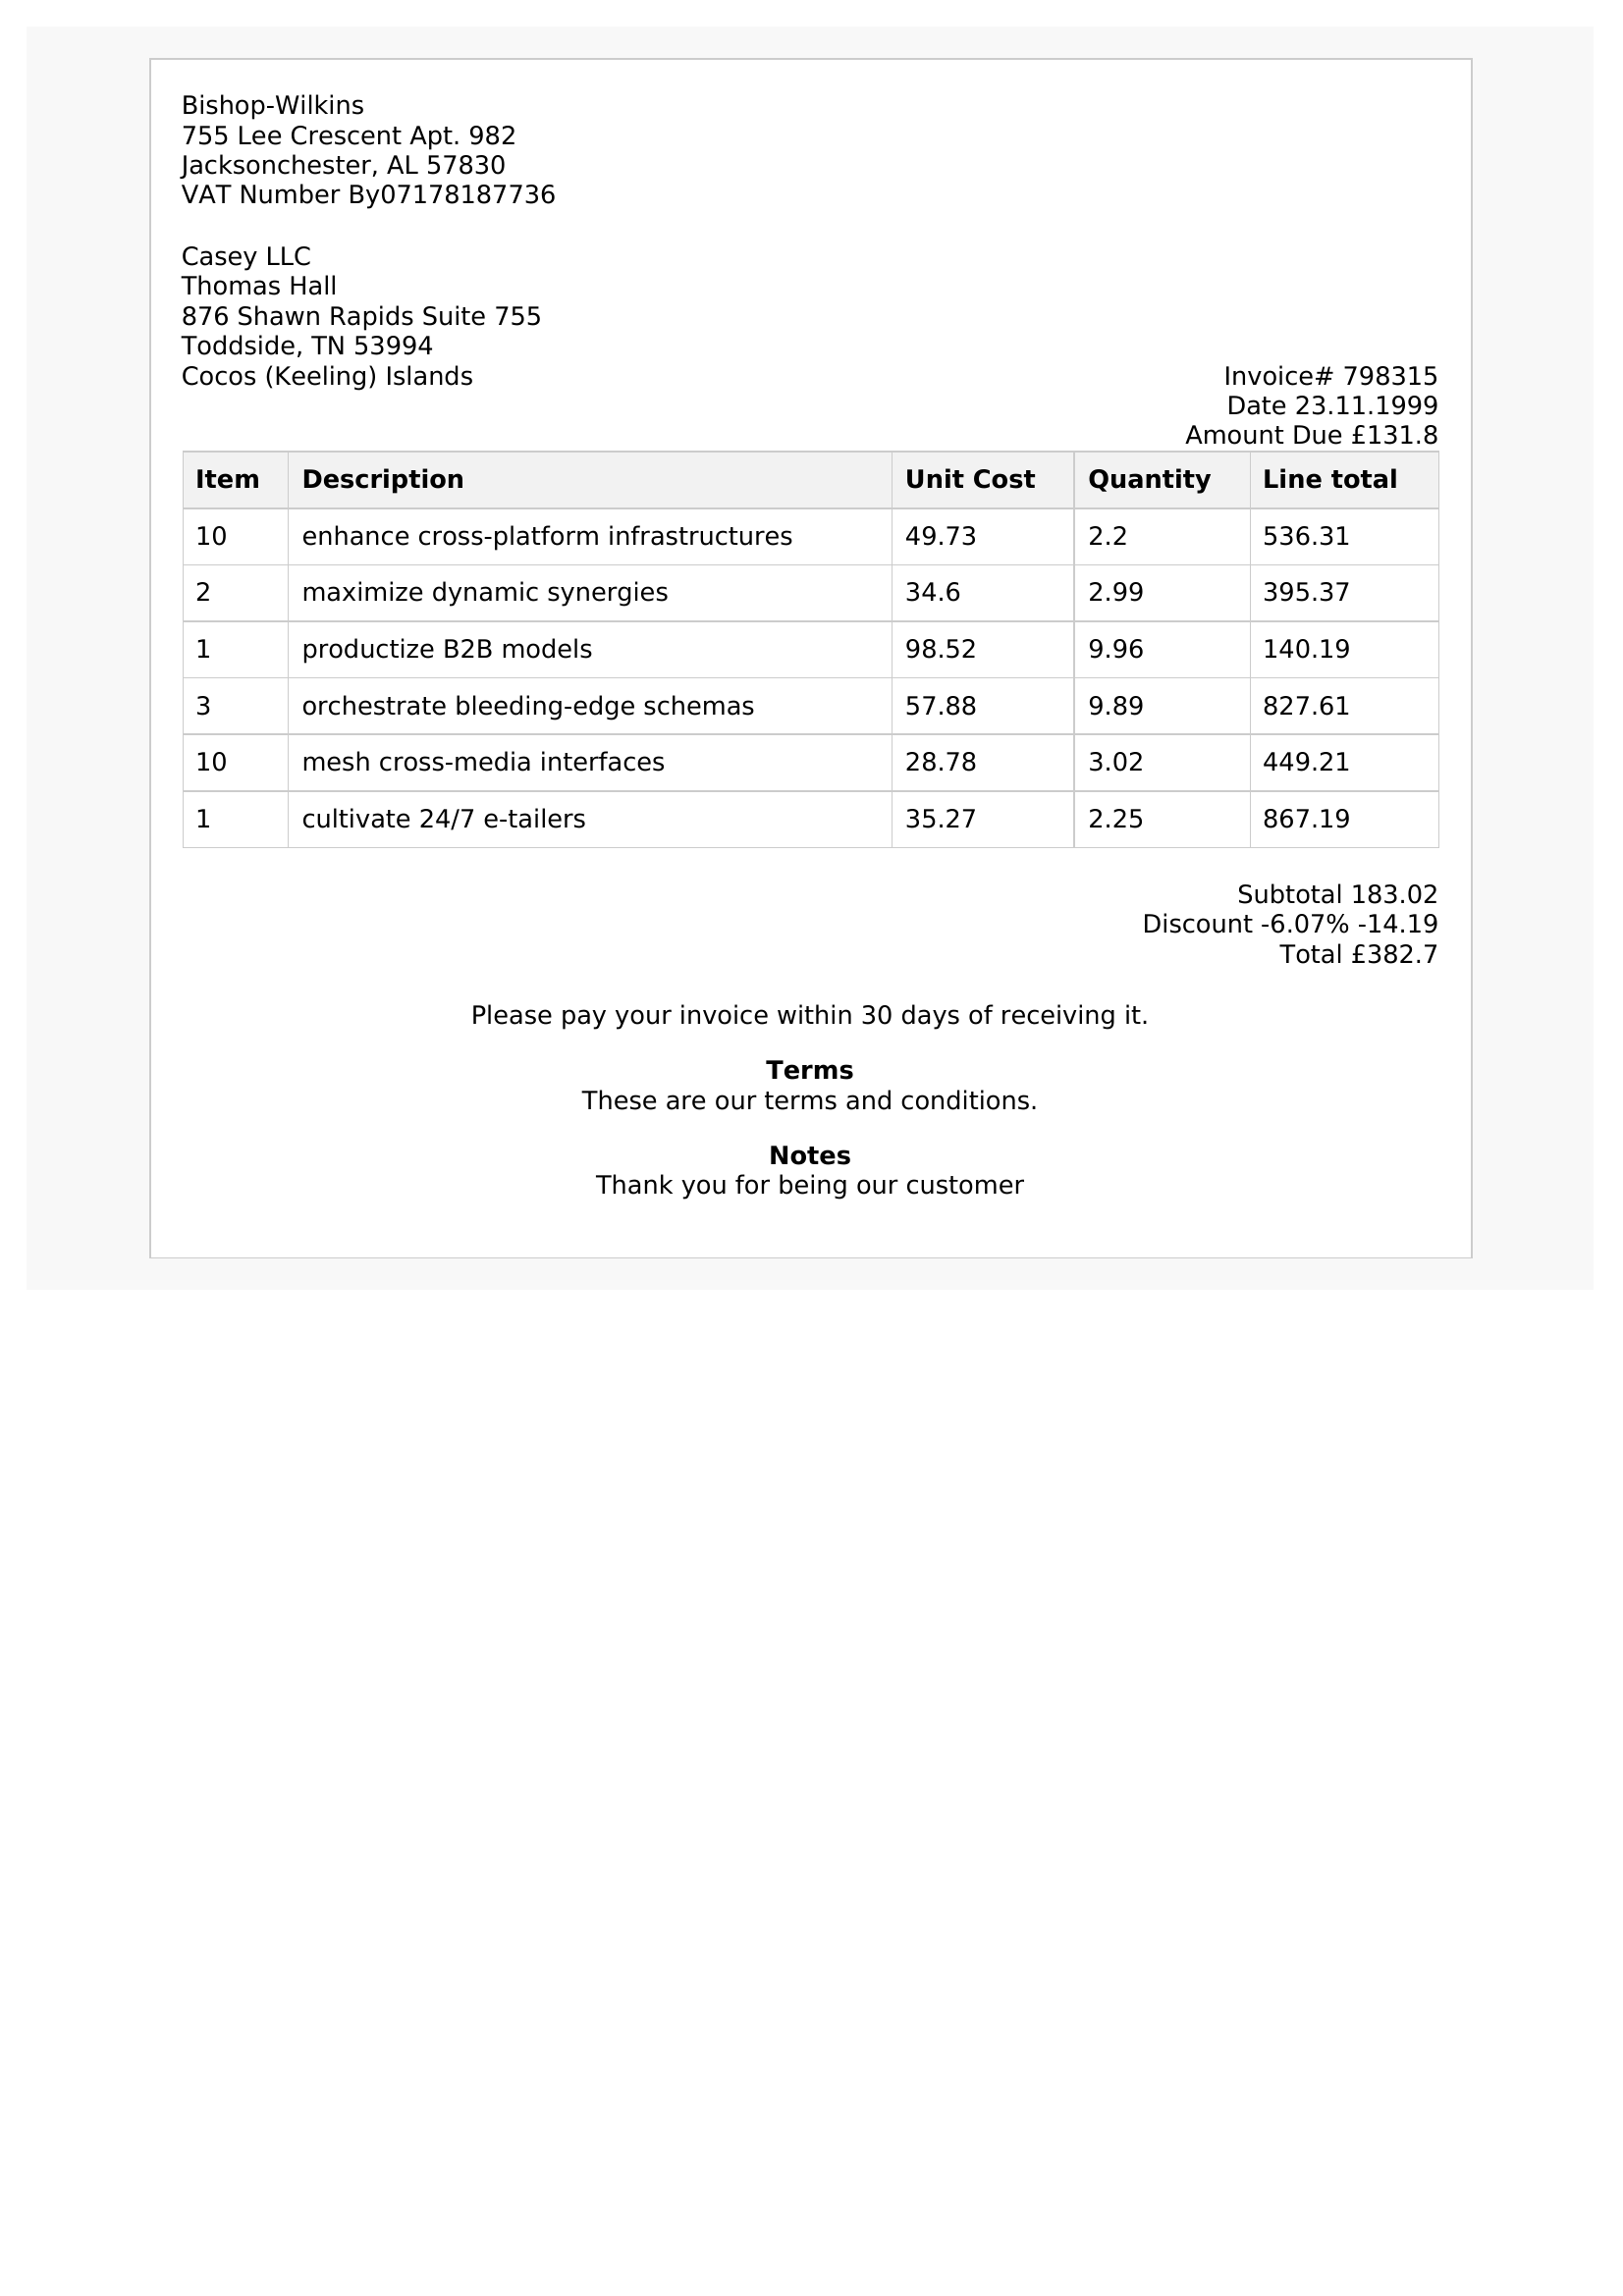 Bishop-Wilkins
755 Lee Crescent Apt. 982
Jacksonchester, AL 57830
VAT Number By07178187736
Casey LLC
Thomas Hall
876 Shawn Rapids Suite 755
Toddside, TN 53994
Cocos (Keeling) Islands
Invoice# 798315
Date 23.11.1999
Amount Due £131.8
Item Description Unit Cost Quantity Line total
10 enhance cross-platform infrastructures 49.73 2.2 536.31
2 maximize dynamic synergies 34.6 2.99 395.37
1 productize B2B models 98.52 9.96 140.19
3 orchestrate bleeding-edge schemas 57.88 9.89 827.61
10 mesh cross-media interfaces 28.78 3.02 449.21
1 cultivate 24/7 e-tailers 35.27 2.25 867.19
Subtotal 183.02
Discount -6.07% -14.19
Total £382.7
Please pay your invoice within 30 days of receiving it.
Terms
These are our terms and conditions.
Notes
Thank you for being our customer